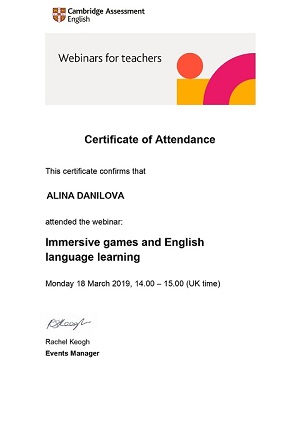 Cambridge Assessment
English
Webinars for teachers
Certificate of Attendance
This certificate confirms that
ALINA DANILOVA
attended the webinar:
Immersive games and English
language learning
Monday 18 March 2019, 14.00 – 15.00 (UK time)
RSKeogh
Rachel Keogh
Events Manager